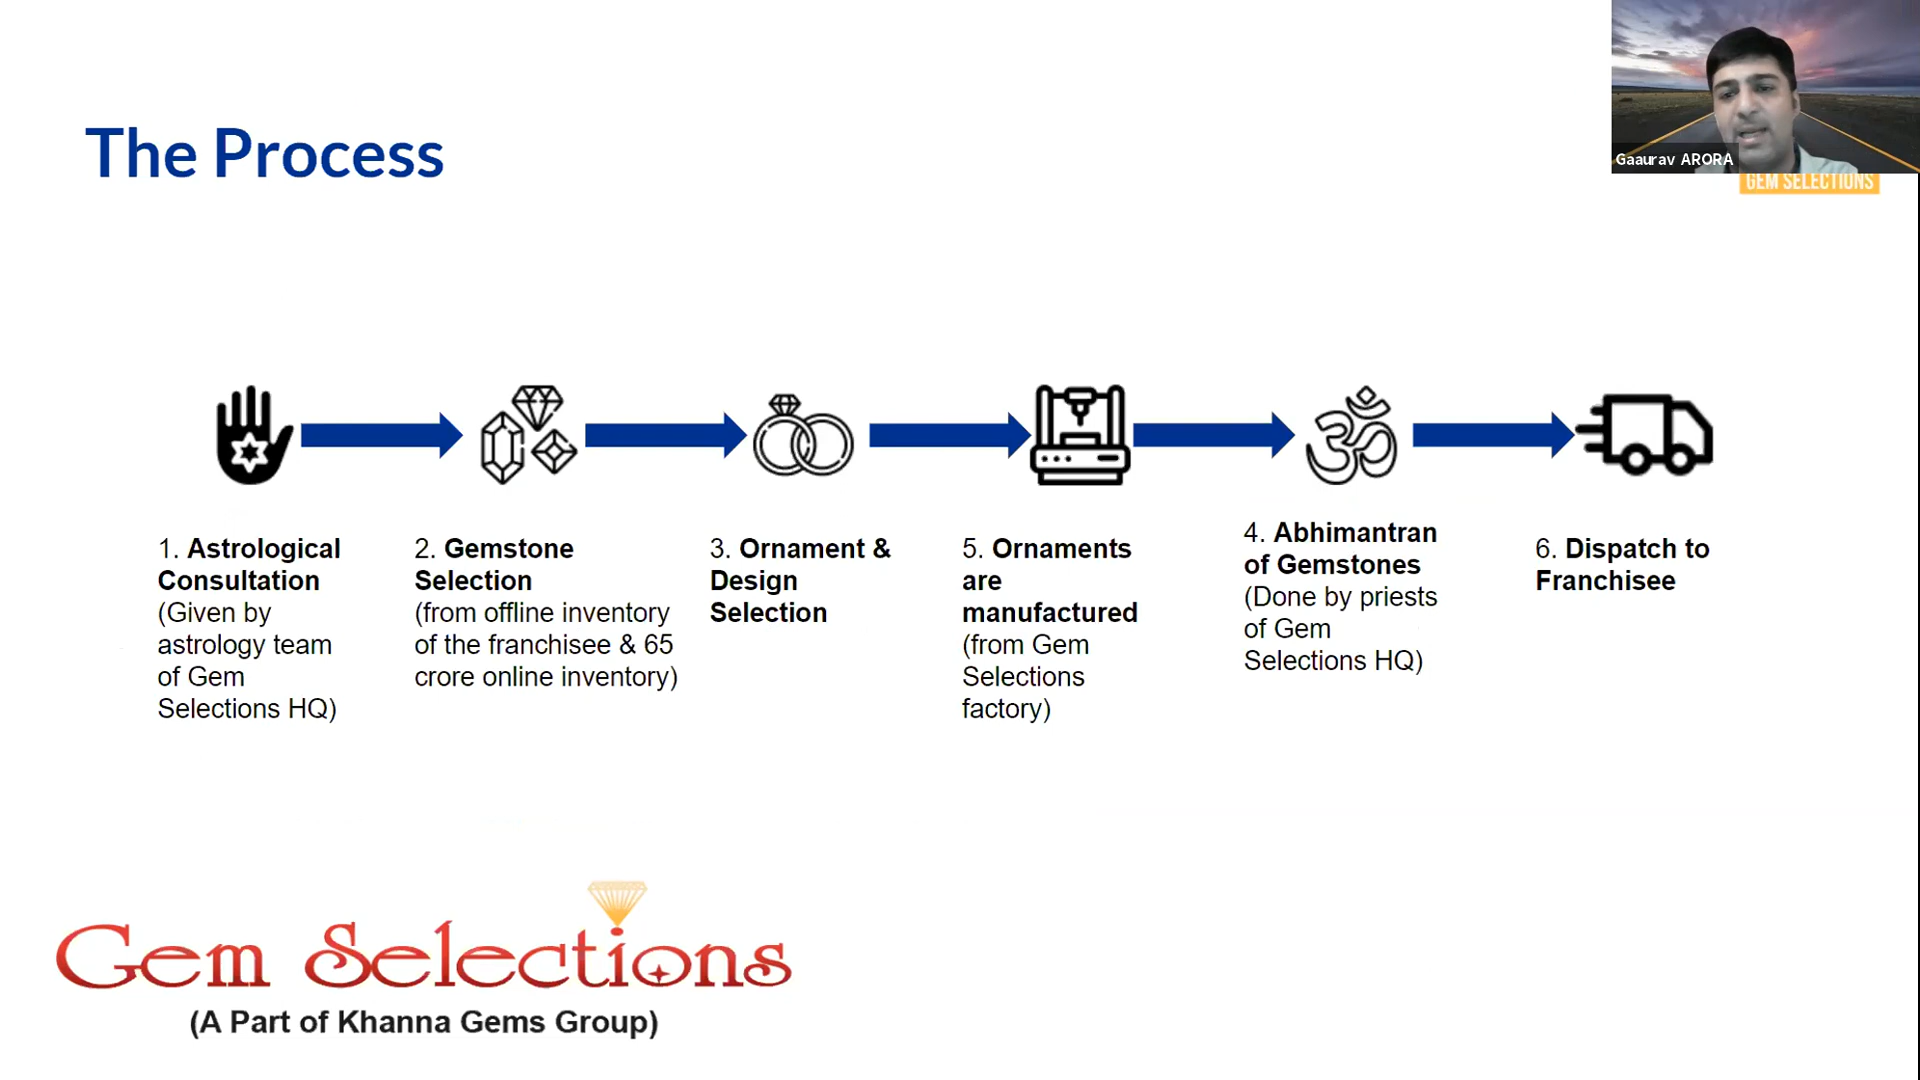 The Process
Gaaurav ARORA
GEM SELECTIONS
1. Astrological
Consultation
(Given by
astrology team
of Gem
Selections HQ)
2. Gemstone
Selection
(from offline inventory
of the franchisee & 65
crore online inventory)
3. Ornament &
Design
Selection
5. Ornaments
are
manufactured
(from Gem
Selections
factory)
4. Abhimantran
of Gemstones
(Done by priests
of Gem
Selections HQ)
6. Dispatch to
Franchisee
Gem Selections
(A Part of Khanna Gems Group)